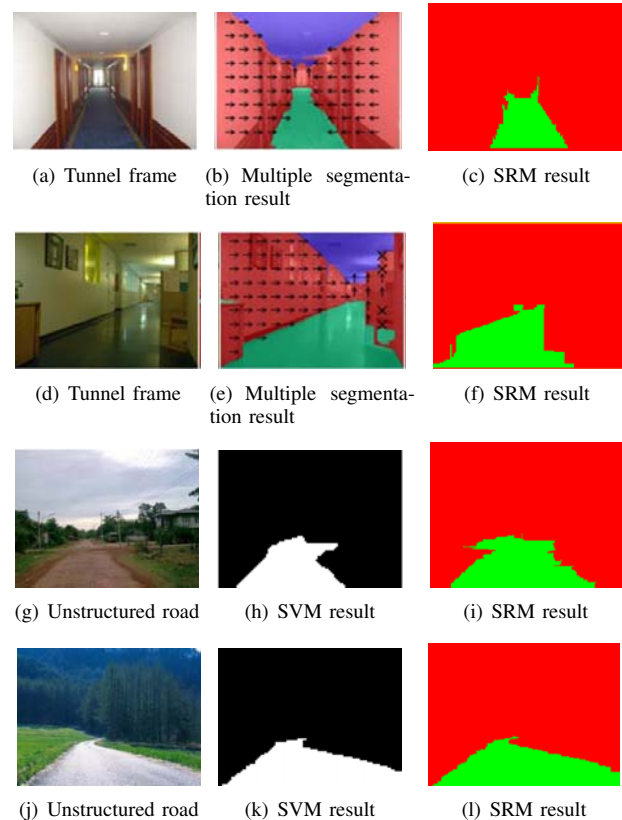 (a) Tunnel frame
(b) Multiple segmenta-
tion result
(c) SRM result
(d) Tunnel frame
(e) Multiple segmenta-
tion result
(f) SRM result
(g) Unstructured road
(h) SVM result
(i) SRM result
(j) Unstructured road
(k) SVM result
(l) SRM result